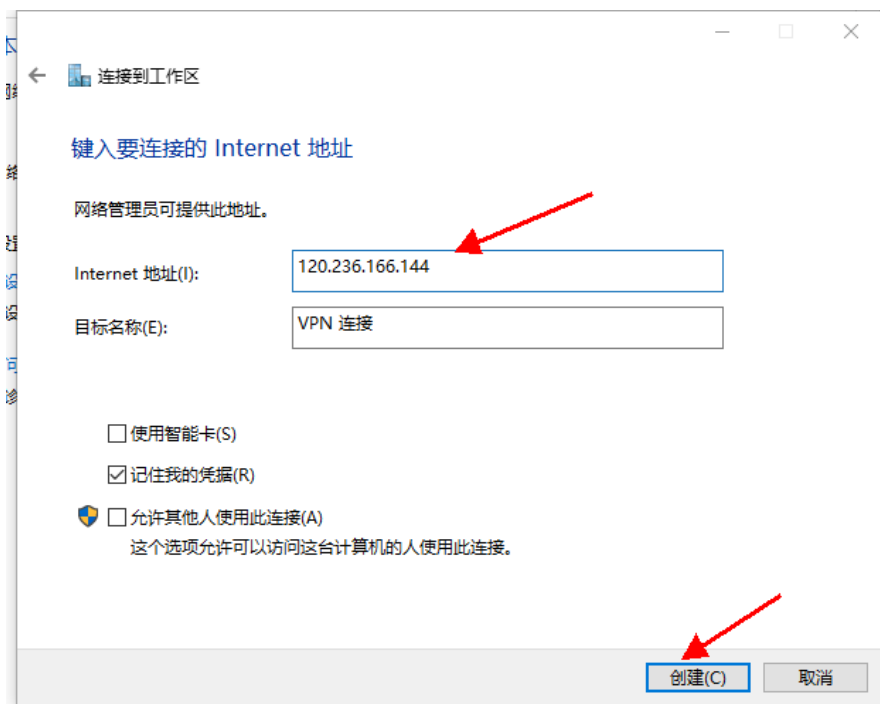 连接到工作区
键入要连接的 Internet 地址
网络管理员可提供此地址。
Internet 地址(I):
120.236.166.144
目标名称(E):
VPN 连接
使用智能卡(S)
记住我的凭据(R)
允许其他人使用此连接(A)
这个选项允许可以访问这台计算机的人使用此连接。
创建(C)
取消